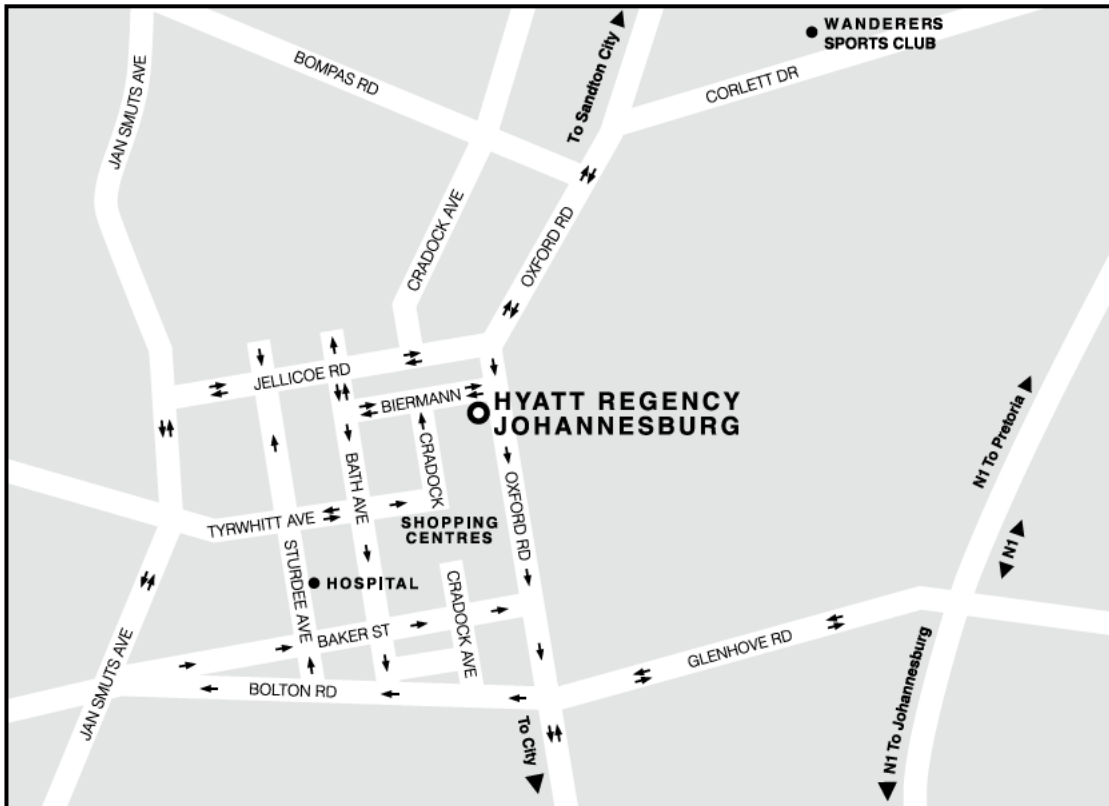 WANDERERS
SPORTS CLUB
To Sandton City
BOMPAS RD
CORLETT DR
JAN SMUTS AVE
CRADOCK AVE
OXFORD RD
JELLICOE RD
BIERMANN
HYATT REGENCY
JOHANNESBURG
N1 To Pretoria
CRADOCK
BATH AVE
OXFORD RD
TYRWHITT AVE
SHOPPING
CENTRES
N1
STURDEE AVE
HOSPITAL
CRADOCK AVE
BAKER ST
GLENHOVE RD
JAN SMUTS AVE
BOLTON RD
To City
N1 To Johannesburg